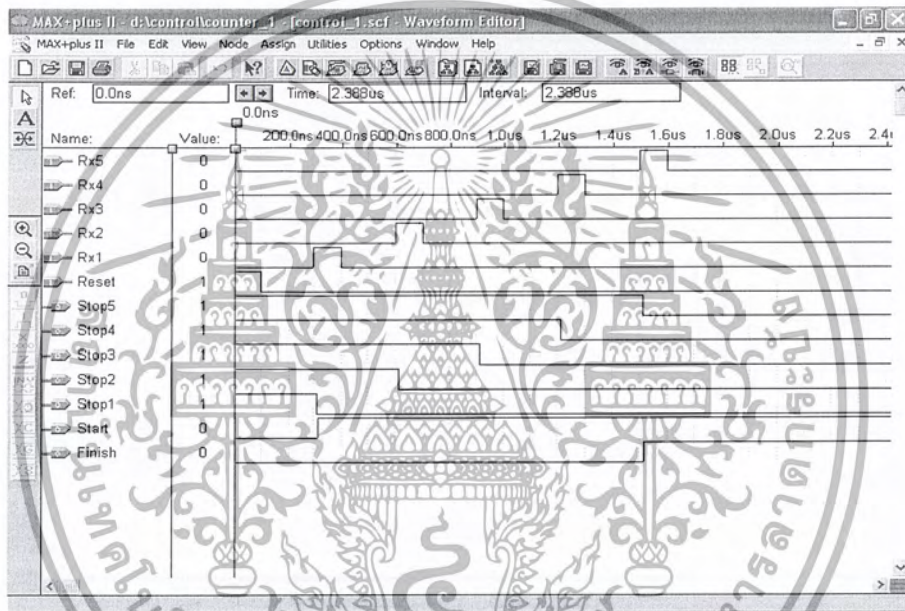 MAX+plus II - d:\control\counter_1 - [control_1.scf - Waveform Editor]
MAX+plus II File Edit View Node Assign Utilities Options Window Help
Ref: 0.0ns Time: 2.388us Interval: 2.388us
0.0ns
Name: Value: 200.0ns 400.0ns 600.0ns 800.0ns 1.0us 1.2us 1.4us 1.6us 1.8us 2.0us 2.2us 2.4u
Rx5 0
Rx4 0
Rx3 0
Rx2 0
Rx1 0
Reset 1
Stop5 1
Stop4 1
Stop3 1
Stop2 1
Stop1 1
Start 0
Finish 0